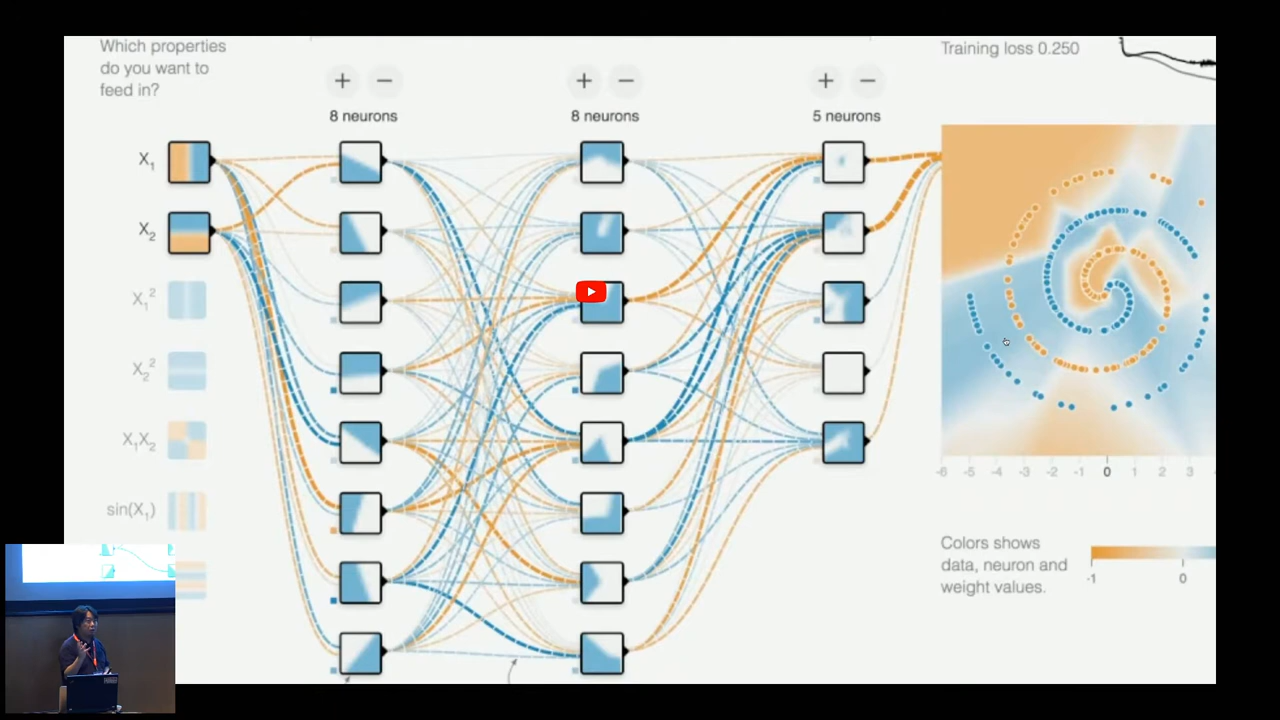 Which properties
do you want to
feed in?
Training loss 0.250
+ −
+ −
+ −
8 neurons
8 neurons
5 neurons
X₁
X₂
X₁²
X₂²
X₁X₂
sin(X₁)
-6 -5 -4 -3 -2 -1 0 1 2 3
Colors shows
data, neuron and
weight values.
-1 0